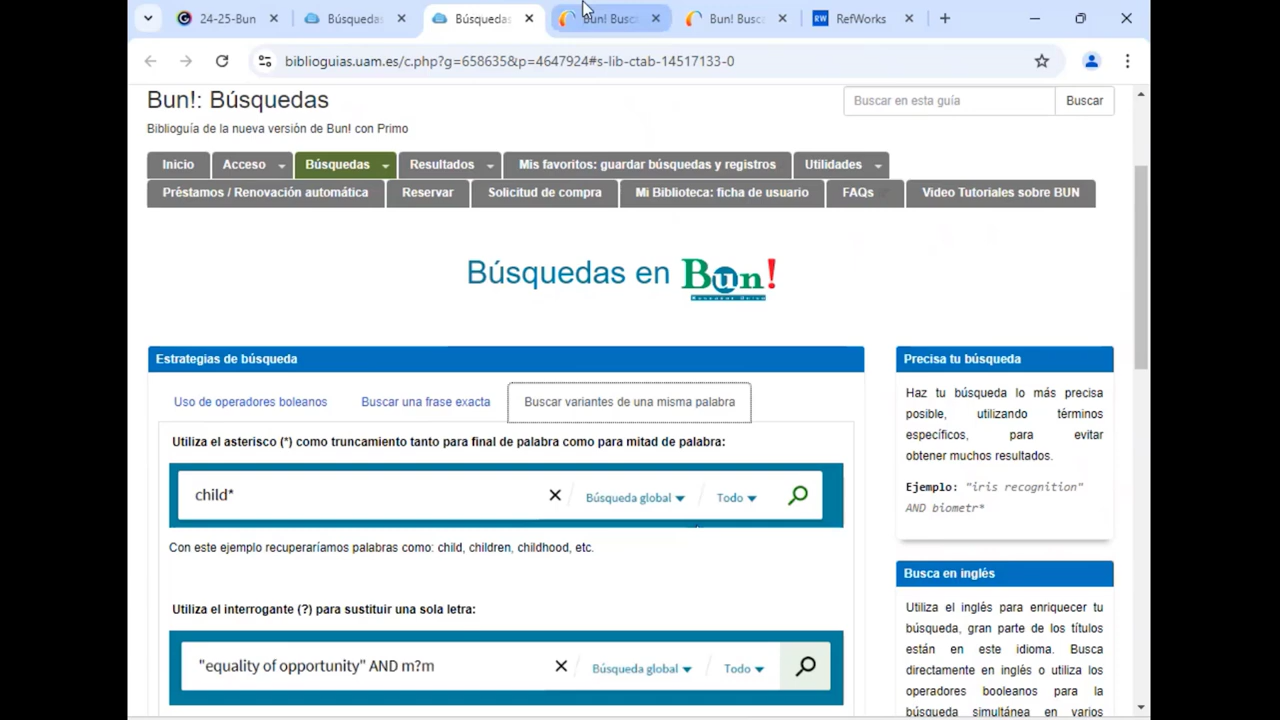 24-25-Bun
Búsquedas
Búsquedas
Bun! Busc
Bun! Busc
RefWorks
biblioguias.uam.es/c.php?g=658635&p=4647924#s-lib-ctab-14517133-0
Bun!: Búsquedas
Buscar en esta guía
Buscar
Biblioguía de la nueva versión de Bun! con Primo
Inicio
Acceso
Búsquedas
Resultados
Mis favoritos: guardar búsquedas y registros
Utilidades
Préstamos / Renovación automática
Reservar
Solicitud de compra
Mi Biblioteca: ficha de usuario
FAQs
Video Tutoriales sobre BUN
Búsquedas en Bun!
Estrategias de búsqueda
Uso de operadores boleanos
Buscar una frase exacta
Buscar variantes de una misma palabra
Utiliza el asterisco (*) como truncamiento tanto para final de palabra como para mitad de palabra:
child*
Búsqueda global
Todo
Con este ejemplo recuperaríamos palabras como: child, children, childhood, etc.
Utiliza el interrogante (?) para sustituir una sola letra:
"equality of opportunity" AND m?m
Búsqueda global
Todo
Precisa tu búsqueda
Haz tu búsqueda lo más precisa
posible, utilizando términos
específicos, para evitar
obtener muchos resultados.
Ejemplo: "iris recognition"
AND biometr*
Busca en inglés
Utiliza el inglés para enriquecer tu
búsqueda, gran parte de los títulos
están en este idioma. Busca
directamente en inglés o utiliza los
operadores booleanos para la
búsqueda simultánea en varios